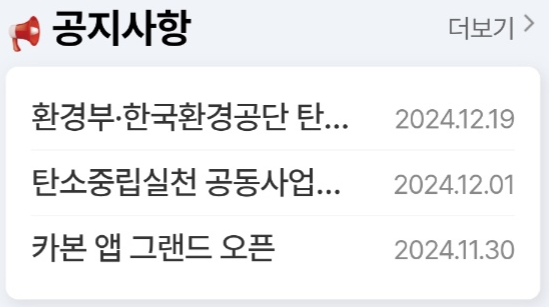 공지사항
더보기 >
환경부·한국환경공단 탄... 2024.12.19
탄소중립실천 공동사업... 2024.12.01
카본 앱 그랜드 오픈 2024.11.30